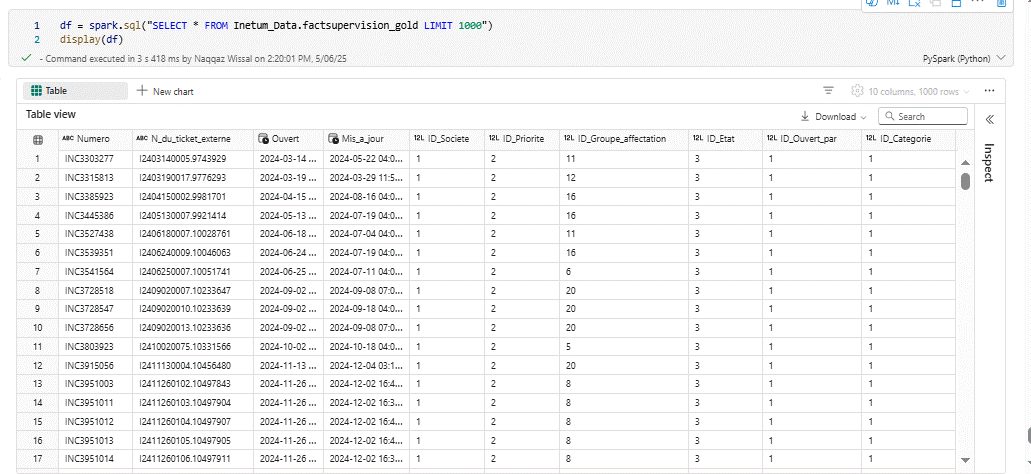 1 df = spark.sql("SELECT * FROM Inetum_Data.factsupervision_gold LIMIT 1000")
2 display(df)
- Command executed in 3 s 418 ms by Naqqaz Wissal on 2:20:01 PM, 5/06/25 PySpark (Python)
Table New chart 10 columns, 1000 rows
Table view Download Search
Inspect
ABC Numero ABC N_du_ticket_externe Ouvert Mis_a_jour 12L ID_Societe 12L ID_Priorite 12L ID_Groupe_affectation 12L ID_Etat 12L ID_Ouvert_par 12L ID_Categorie
1 INC3303277 I2403140005.9743929 2024-03-14 ... 2024-05-22 04:0... 1 2 11 3 1 1
2 INC3315813 I2403190017.9776293 2024-03-19 ... 2024-03-29 11:5... 1 2 12 3 1 1
3 INC3385923 I2404150002.9981701 2024-04-15 ... 2024-08-16 04:0... 1 2 16 3 1 1
4 INC3445386 I2405130007.9921414 2024-05-13 ... 2024-07-19 04:0... 1 2 16 3 1 1
5 INC3527438 I2406180007.10028761 2024-06-18 ... 2024-07-04 04:0... 1 2 11 3 1 1
6 INC3539351 I2406240009.10046063 2024-06-24 ... 2024-07-19 04:0... 1 2 16 3 1 1
7 INC3541564 I2406250007.10051741 2024-06-25 ... 2024-07-11 04:0... 1 2 6 3 1 1
8 INC3728518 I2409020007.10233647 2024-09-02 ... 2024-09-08 07:0... 1 2 20 3 1 1
9 INC3728547 I2409020010.10233639 2024-09-02 ... 2024-09-18 04:0... 1 2 20 3 1 1
10 INC3728656 I2409020013.10233636 2024-09-02 ... 2024-09-08 07:0... 1 2 20 3 1 1
11 INC3803923 I2410020075.10331566 2024-10-02 ... 2024-10-18 04:0... 1 2 5 3 1 1
12 INC3915056 I2411130004.10456480 2024-11-13 ... 2024-12-04 03:1... 1 2 20 3 1 1
13 INC3951003 I2411260102.10497843 2024-11-26 ... 2024-12-02 16:4... 1 2 8 3 1 1
14 INC3951011 I2411260103.10497904 2024-11-26 ... 2024-12-02 16:3... 1 2 8 3 1 1
15 INC3951012 I2411260104.10497907 2024-11-26 ... 2024-12-02 16:4... 1 2 8 3 1 1
16 INC3951013 I2411260105.10497905 2024-11-26 ... 2024-12-02 16:4... 1 2 8 3 1 1
17 INC3951014 I2411260106.10497911 2024-11-26 ... 2024-12-02 16:4... 1 2 8 3 1 1